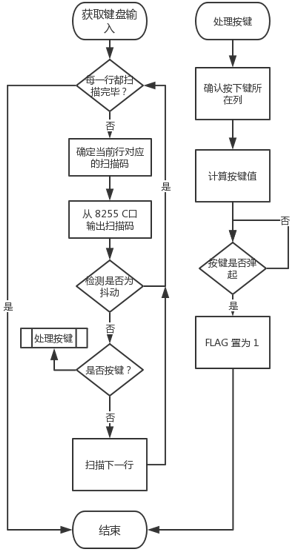 获取键盘输
入
每一行都扫
描完毕？
否
确定当前行对应
的扫描码
从 8255 C口
输出扫描码
是
检测是否为
抖动
是
否
处理按键
是否按键？
否
扫描下一行
结束
处理按键
确认按下键所
在列
计算按键值
否
按键是否弹
起
是
FLAG 置为 1